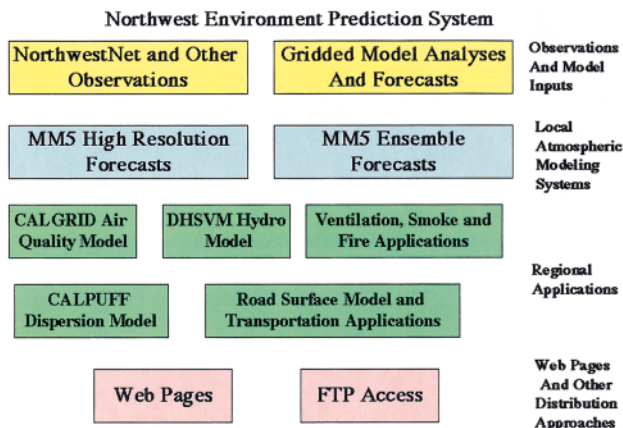 Northwest Environment Prediction System
NorthwestNet and Other
Observations
Gridded Model Analyses
And Forecasts
Observations
And Model
Inputs
MM5 High Resolution
Forecasts
MM5 Ensemble
Forecasts
Local
Atmospheric
Modeling
Systems
CALGRID Air
Quality Model
DHSVM Hydro
Model
Ventilation, Smoke and
Fire Applications
CALPUFF
Dispersion Model
Road Surface Model and
Transportation Applications
Regional
Applications
Web Pages
FTP Access
Web Pages
And Other
Distribution
Approaches